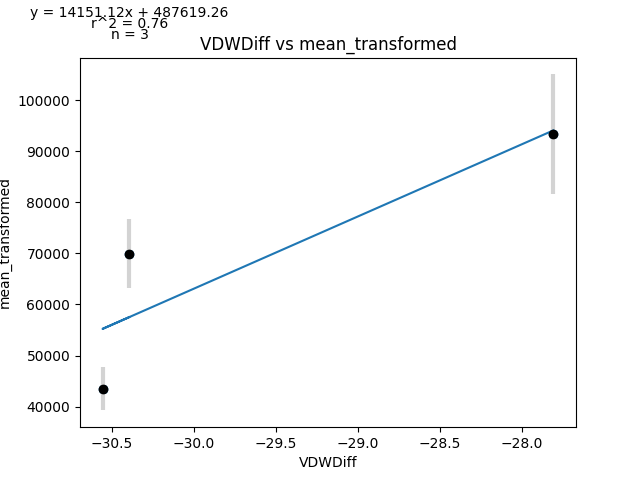 y = 14151.12x + 487619.26
r^2 = 0.76
n = 3
VDWDiff vs mean_transformed
100000
90000
80000
70000
60000
50000
40000
mean_transformed
−30.5 −30.0 −29.5 −29.0 −28.5 −28.0
VDWDiff